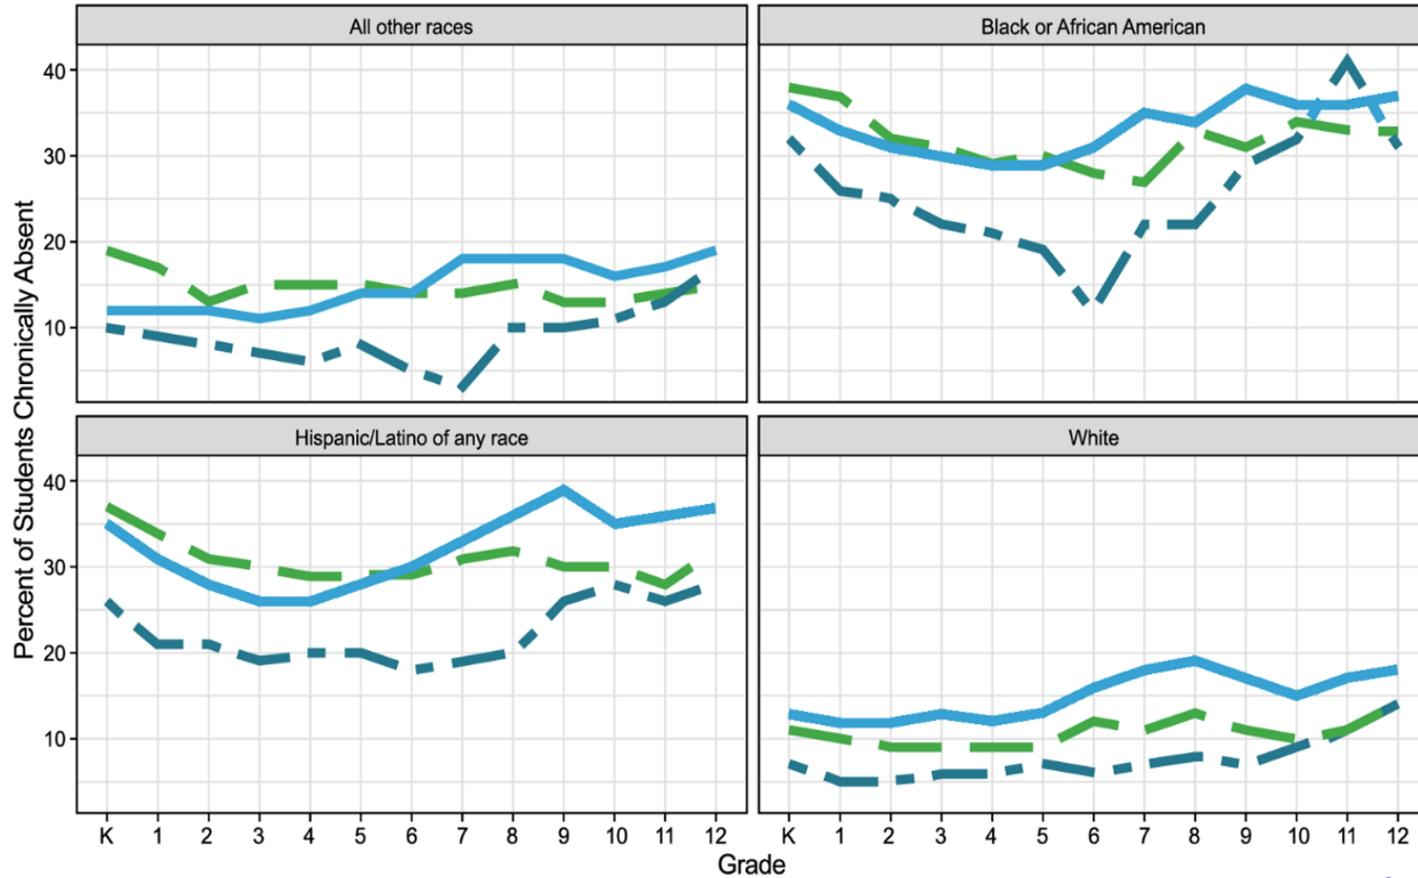 All other races
Black or African American
40
30
20
10
Hispanic/Latino of any race
White
40
30
20
10
K 1 2 3 4 5 6 7 8 9 10 11 12
K 1 2 3 4 5 6 7 8 9 10 11 12
Grade
Percent of Students Chronically Absent